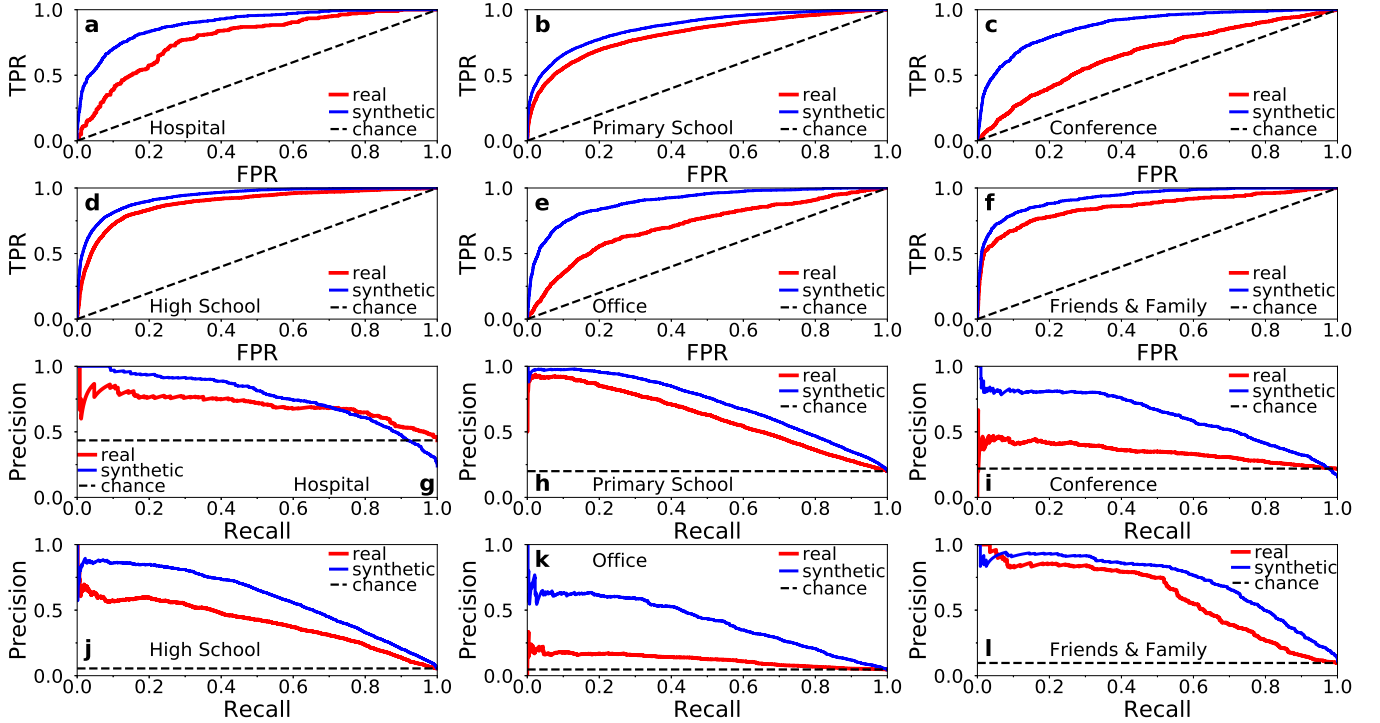 a
TPR
1.0
0.5
0.0
real
synthetic
chance
Hospital
0.0 0.2 0.4 0.6 0.8 1.0
FPR
b
TPR
1.0
0.5
0.0
real
synthetic
chance
Primary School
0.0 0.2 0.4 0.6 0.8 1.0
FPR
c
TPR
1.0
0.5
0.0
real
synthetic
chance
Conference
0.0 0.2 0.4 0.6 0.8 1.0
FPR
d
TPR
1.0
0.5
0.0
real
synthetic
chance
High School
0.0 0.2 0.4 0.6 0.8 1.0
FPR
e
TPR
1.0
0.5
0.0
real
synthetic
chance
Office
0.0 0.2 0.4 0.6 0.8 1.0
FPR
f
TPR
1.0
0.5
0.0
real
synthetic
chance
Friends & Family
0.0 0.2 0.4 0.6 0.8 1.0
FPR
Precision
1.0
0.5
0.0
real
synthetic
chance
Hospital
g
0.0 0.2 0.4 0.6 0.8 1.0
Recall
Precision
1.0
0.5
0.0
real
synthetic
chance
h
Primary School
0.0 0.2 0.4 0.6 0.8 1.0
Recall
Precision
1.0
0.5
0.0
real
synthetic
chance
i
Conference
0.0 0.2 0.4 0.6 0.8 1.0
Recall
Precision
1.0
0.5
0.0
real
synthetic
chance
j
High School
0.0 0.2 0.4 0.6 0.8 1.0
Recall
Precision
1.0
0.5
0.0
k
Office
real
synthetic
chance
0.0 0.2 0.4 0.6 0.8 1.0
Recall
Precision
1.0
0.5
0.0
real
synthetic
chance
l
Friends & Family
0.0 0.2 0.4 0.6 0.8 1.0
Recall